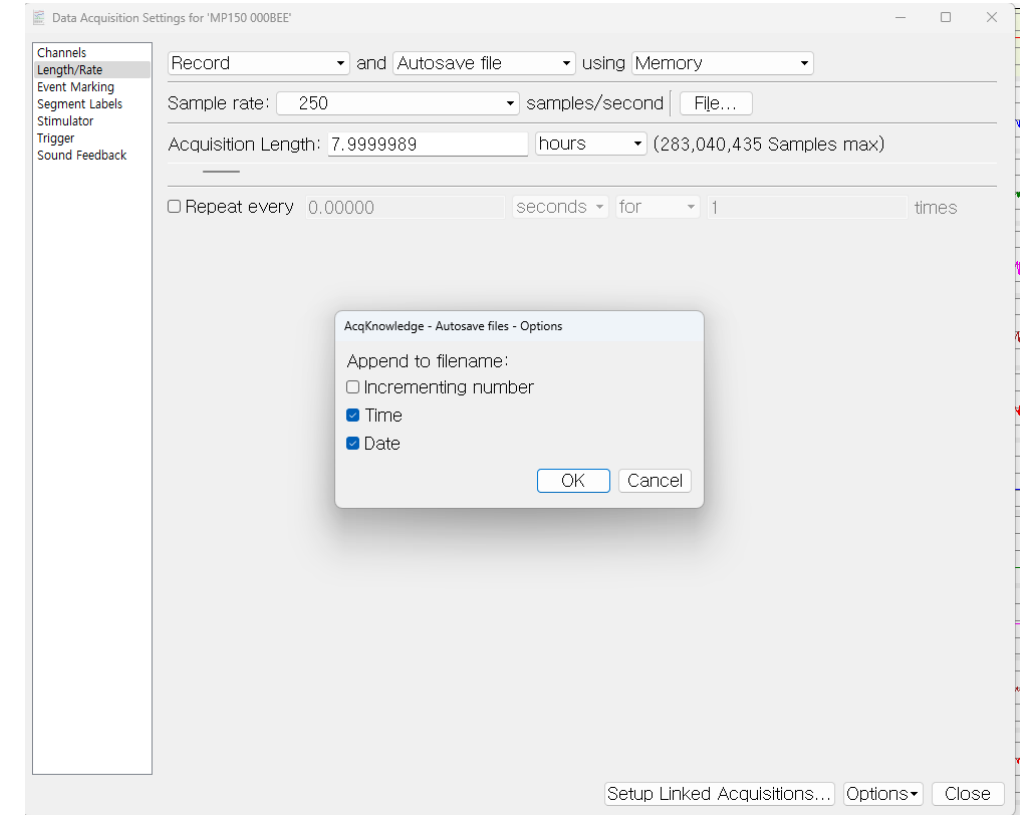 Data Acquisition Settings for 'MP150 000BEE'
Channels
Length/Rate
Event Marking
Segment Labels
Stimulator
Trigger
Sound Feedback
Record and Autosave file using Memory
Sample rate: 250 samples/second File...
Acquisition Length: 7.9999989 hours (283,040,435 Samples max)
Repeat every 0.00000 seconds for 1 times
AcqKnowledge - Autosave files - Options
Append to filename:
Incrementing number
Time
Date
OK Cancel
Setup Linked Acquisitions... Options Close